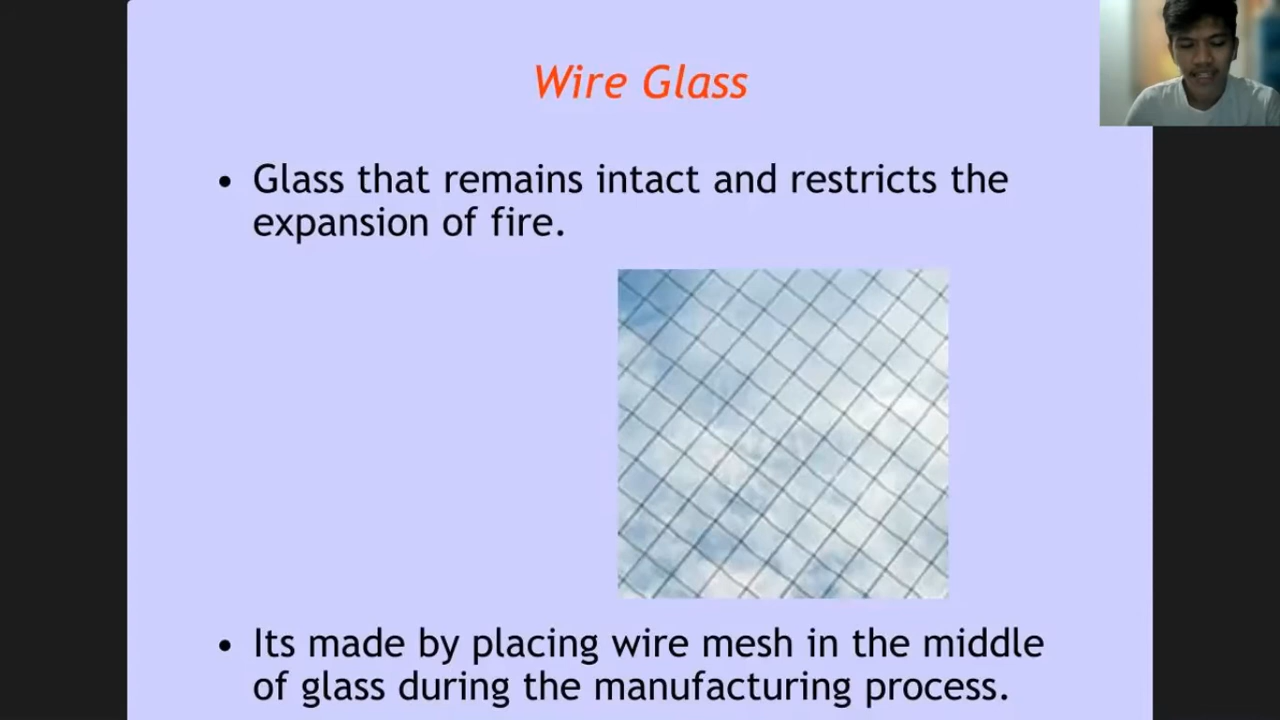 Wire Glass
• Glass that remains intact and restricts the
expansion of fire.
• Its made by placing wire mesh in the middle
of glass during the manufacturing process.